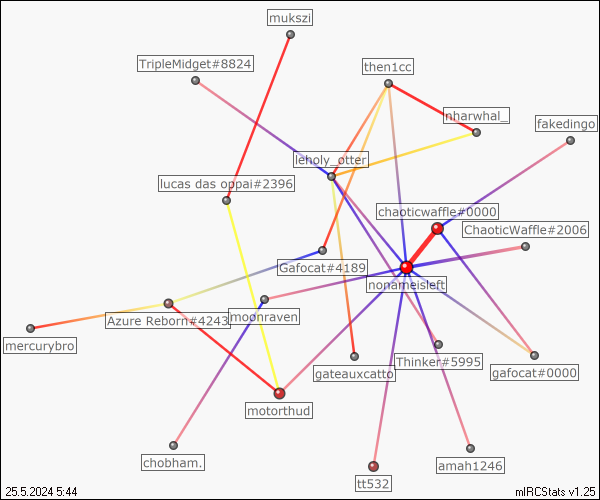 mukszi
TripleMidget#8824
then1cc
nharwhal_
fakedingo
leholy_otter
lucas das oppai#2396
chaoticwaffle#0000
ChaoticWaffle#2006
Gafocat#4189
nonameisleft
moonraven
Azure Reborn#4243
mercurybro
Thinker#5995
gateauxcatto
gafocat#0000
motorthud
chobham.
amah1246
tt532
25.5.2024 5:44
mIRCStats v1.25